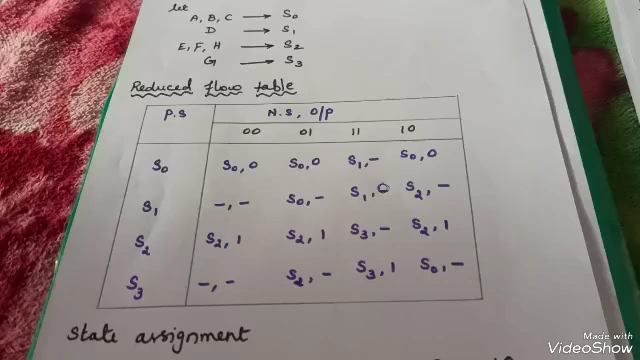 let
A, B, C → S0
D → S1
E, F, H → S2
G → S3
Reduced flow table
P.S N.S, O/P
00 01 11 10
S0 S0, 0 S0, 0 S1, – S0, 0
S1 –, – S0, – S1, 0 S2, –
S2 S2, 1 S2, 1 S3, – S2, 1
S3 –, – S2, – S3, 1 S0, –
State assignment
Made with
VideoShow